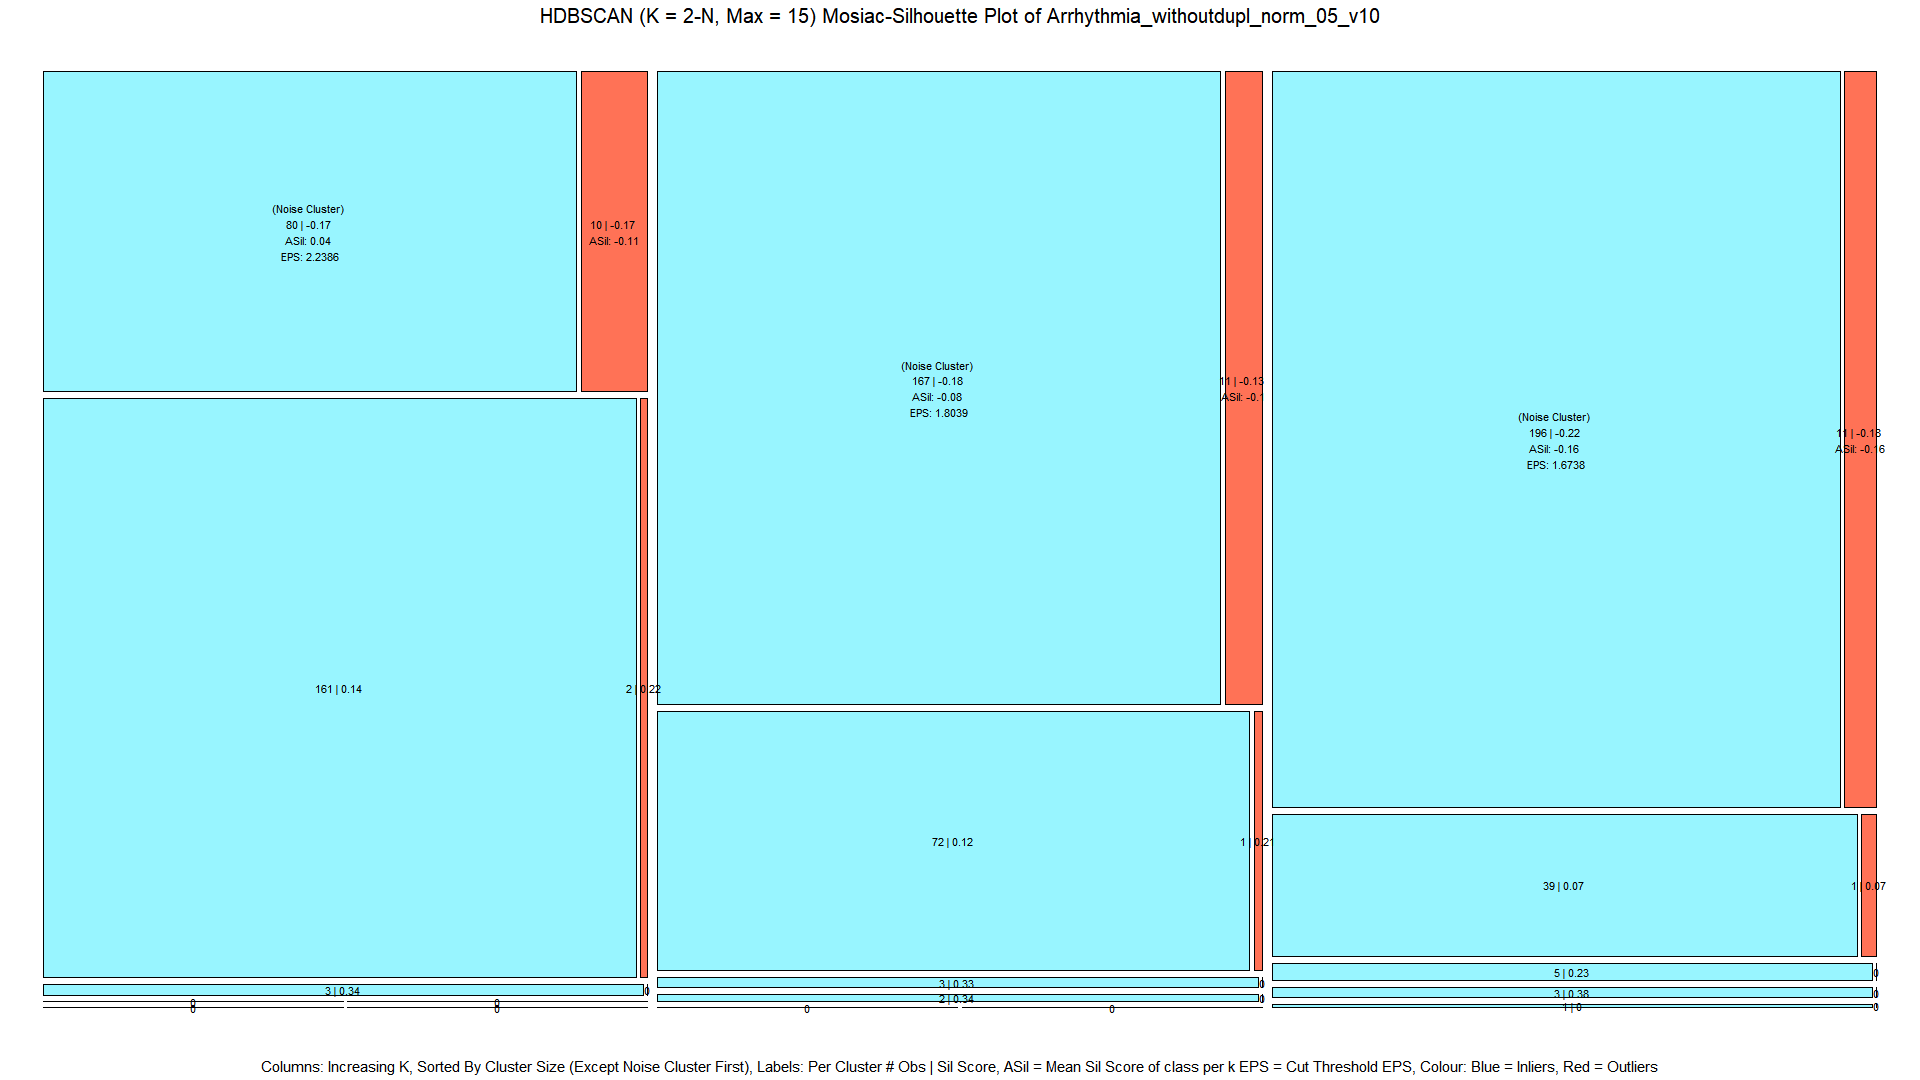 HDBSCAN (K = 2-N, Max = 15) Mosiac-Silhouette Plot of Arrhythmia_withoutdupl_norm_05_v10
(Noise Cluster)
80 | -0.17
ASil: 0.04
EPS: 2.2386
10 | -0.17
ASil: -0.11
161 | 0.14
2 | 0.22
3 | 0.34
0
0
0
0
0
(Noise Cluster)
167 | -0.18
ASil: -0.08
EPS: 1.8039
11 | -0.13
ASil: -0.1
72 | 0.12
1 | 0.21
3 | 0.33
0
2 | 0.34
0
0
0
(Noise Cluster)
196 | -0.22
ASil: -0.16
EPS: 1.6738
11 | -0.18
ASil: -0.16
39 | 0.07
1 | 0.07
5 | 0.23
0
3 | 0.38
0
1 | 0
0
Columns: Increasing K, Sorted By Cluster Size (Except Noise Cluster First), Labels: Per Cluster # Obs | Sil Score, ASil = Mean Sil Score of class per k EPS = Cut Threshold EPS, Colour: Blue = Inliers, Red = Outliers